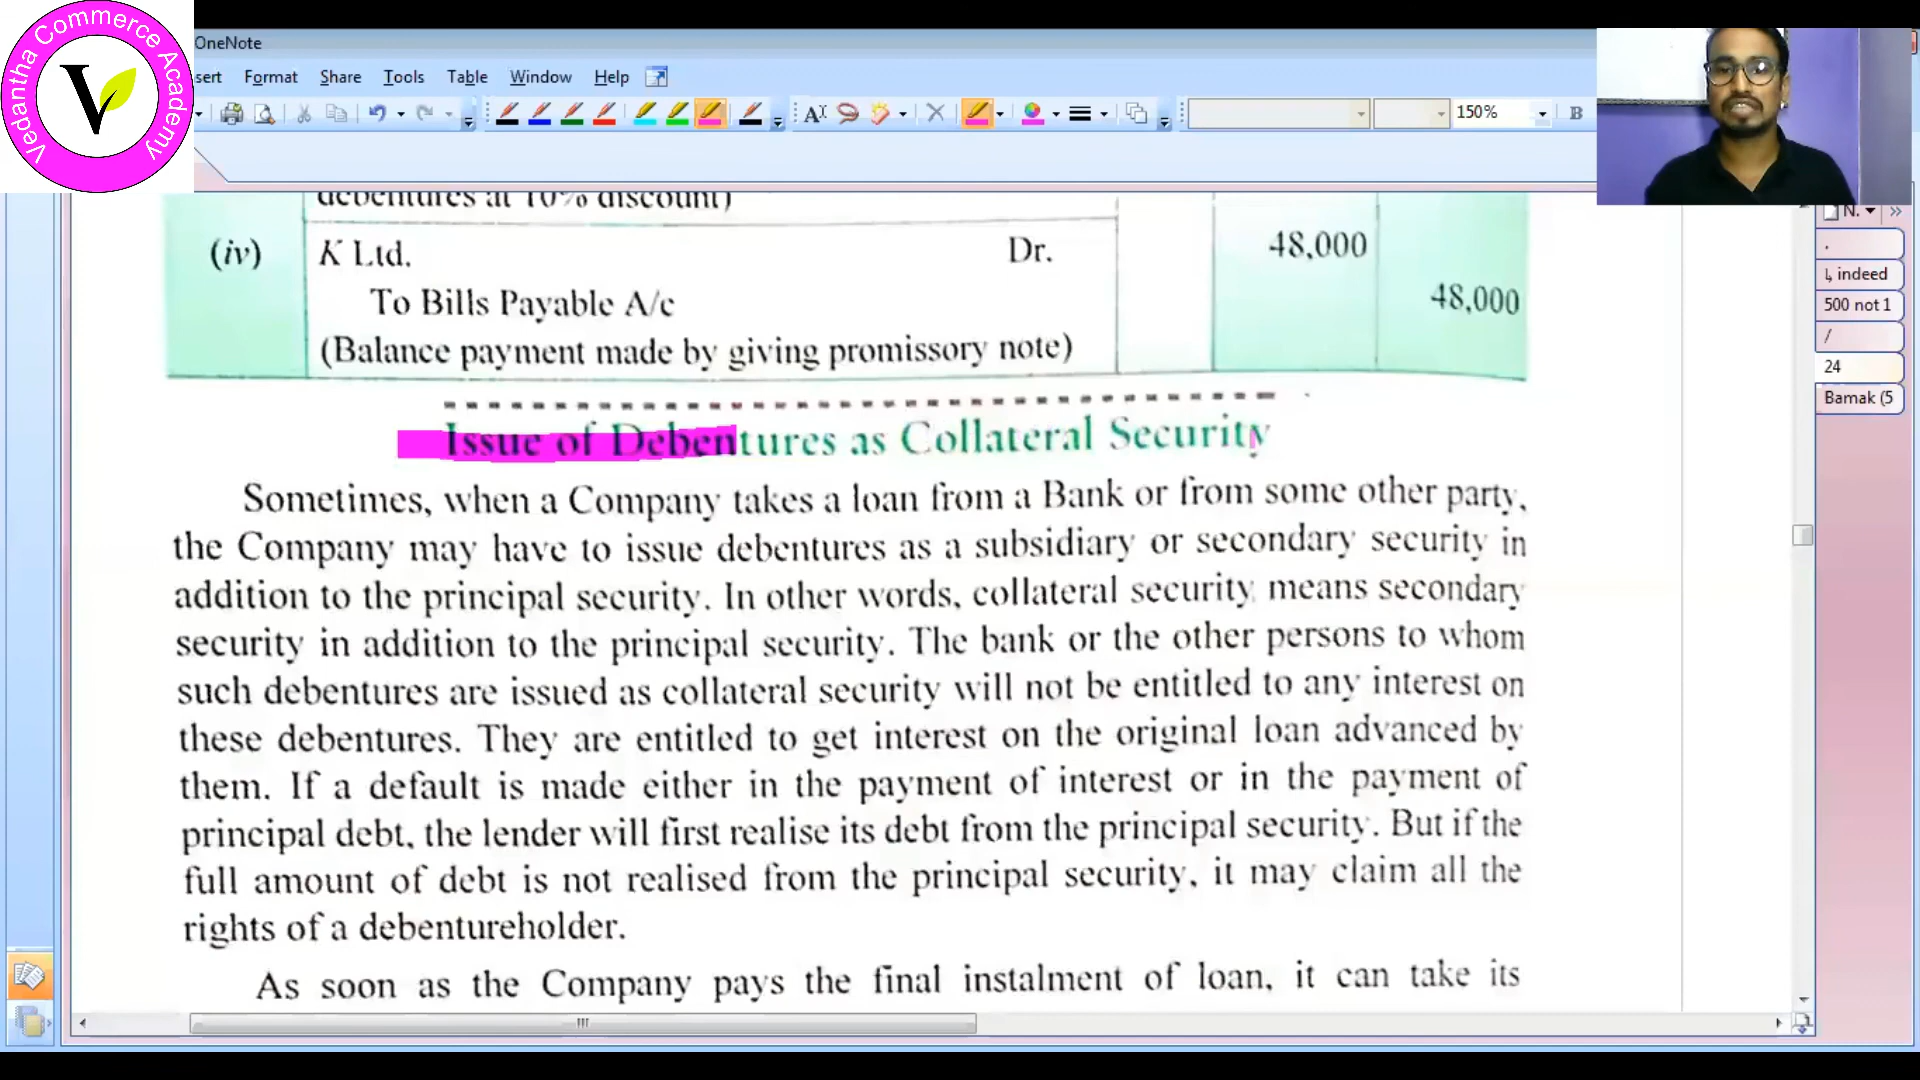 Vedantha Commerce Academy
V
OneNote
sert Format Share Tools Table Window Help
150% B
debentures at 10% discount)
(iv) K Ltd. Dr. 48,000
To Bills Payable A/c 48,000
(Balance payment made by giving promissory note)
Issue of Debentures as Collateral Security
Sometimes, when a Company takes a loan from a Bank or from some other party,
the Company may have to issue debentures as a subsidiary or secondary security in
addition to the principal security. In other words, collateral security means secondary
security in addition to the principal security. The bank or the other persons to whom
such debentures are issued as collateral security will not be entitled to any interest on
these debentures. They are entitled to get interest on the original loan advanced by
them. If a default is made either in the payment of interest or in the payment of
principal debt, the lender will first realise its debt from the principal security. But if the
full amount of debt is not realised from the principal security, it may claim all the
rights of a debentureholder.
As soon as the Company pays the final instalment of loan, it can take its
N.
.
indeed
500 not 1
/
24
Bamak (5